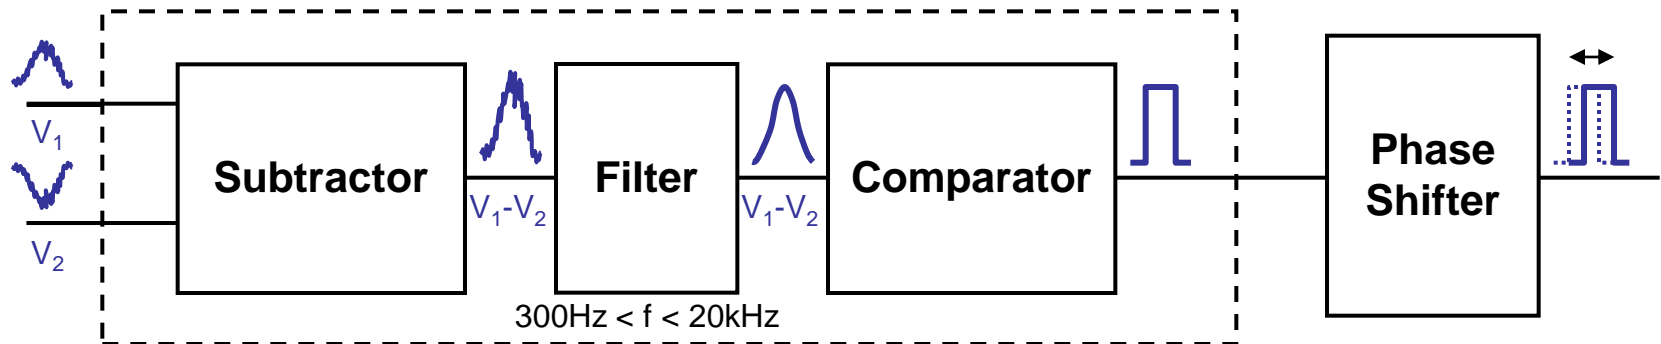 V1
V2
Subtractor
V1-V2
Filter
300Hz < f < 20kHz
V1-V2
Comparator
Phase
Shifter